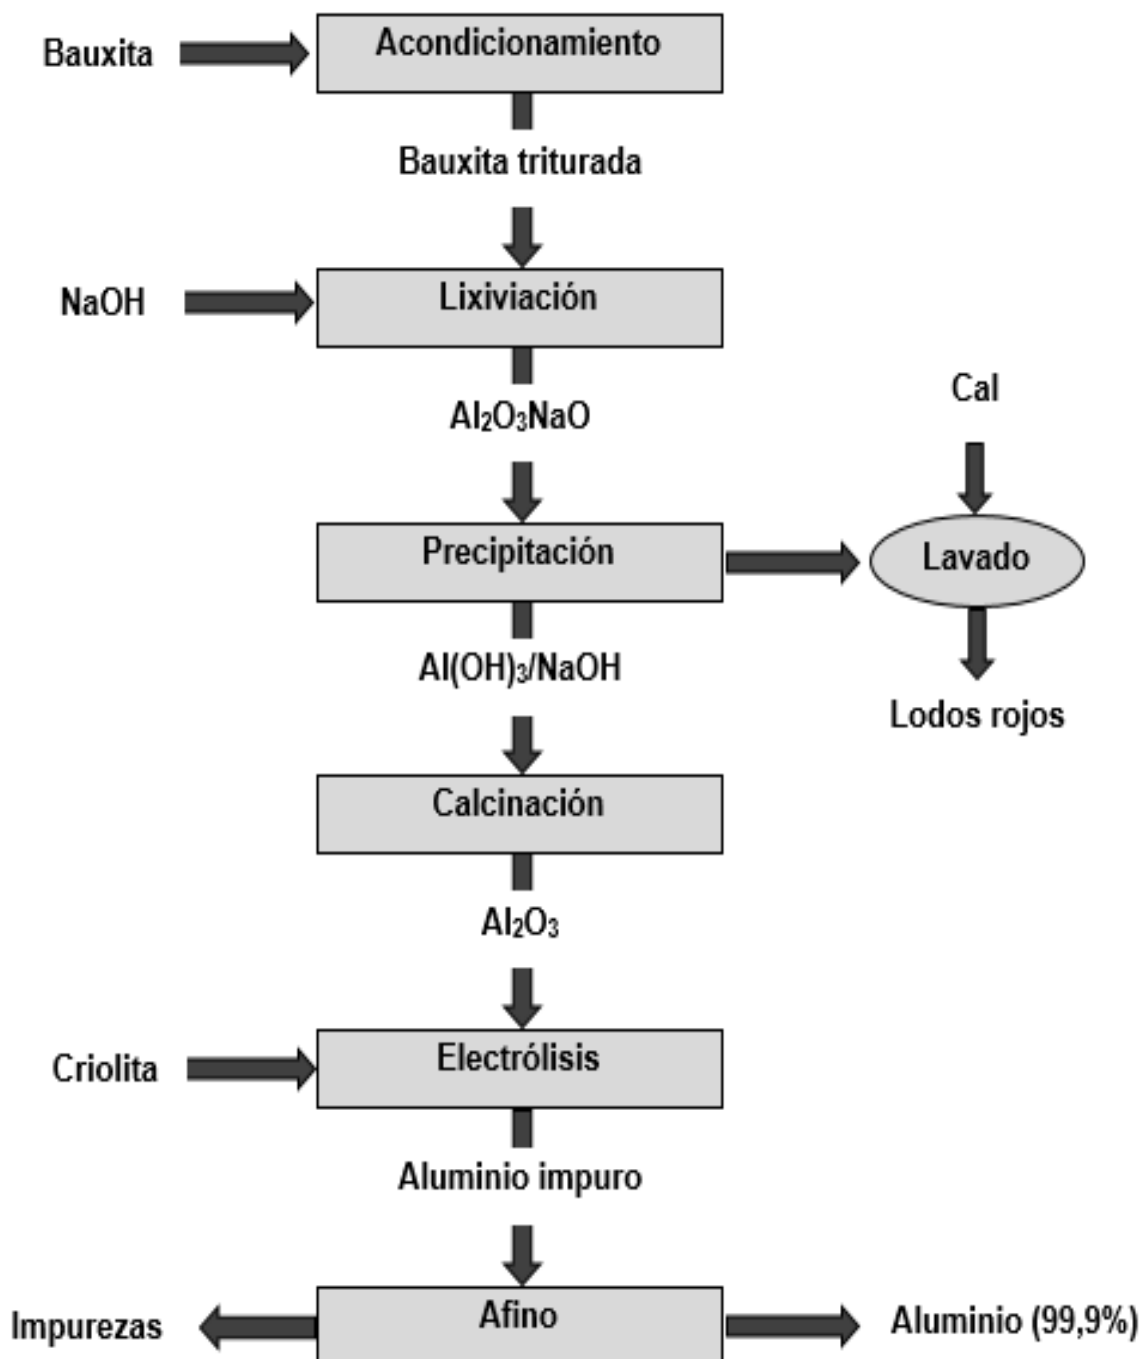 Bauxita
Acondicionamiento
Bauxita triturada
NaOH
Lixiviación
Al₂O₃NaO
Cal
Precipitación
Lavado
Al(OH)₃/NaOH
Lodos rojos
Calcinación
Al₂O₃
Criolita
Electrólisis
Aluminio impuro
Impurezas
Afino
Aluminio (99,9%)